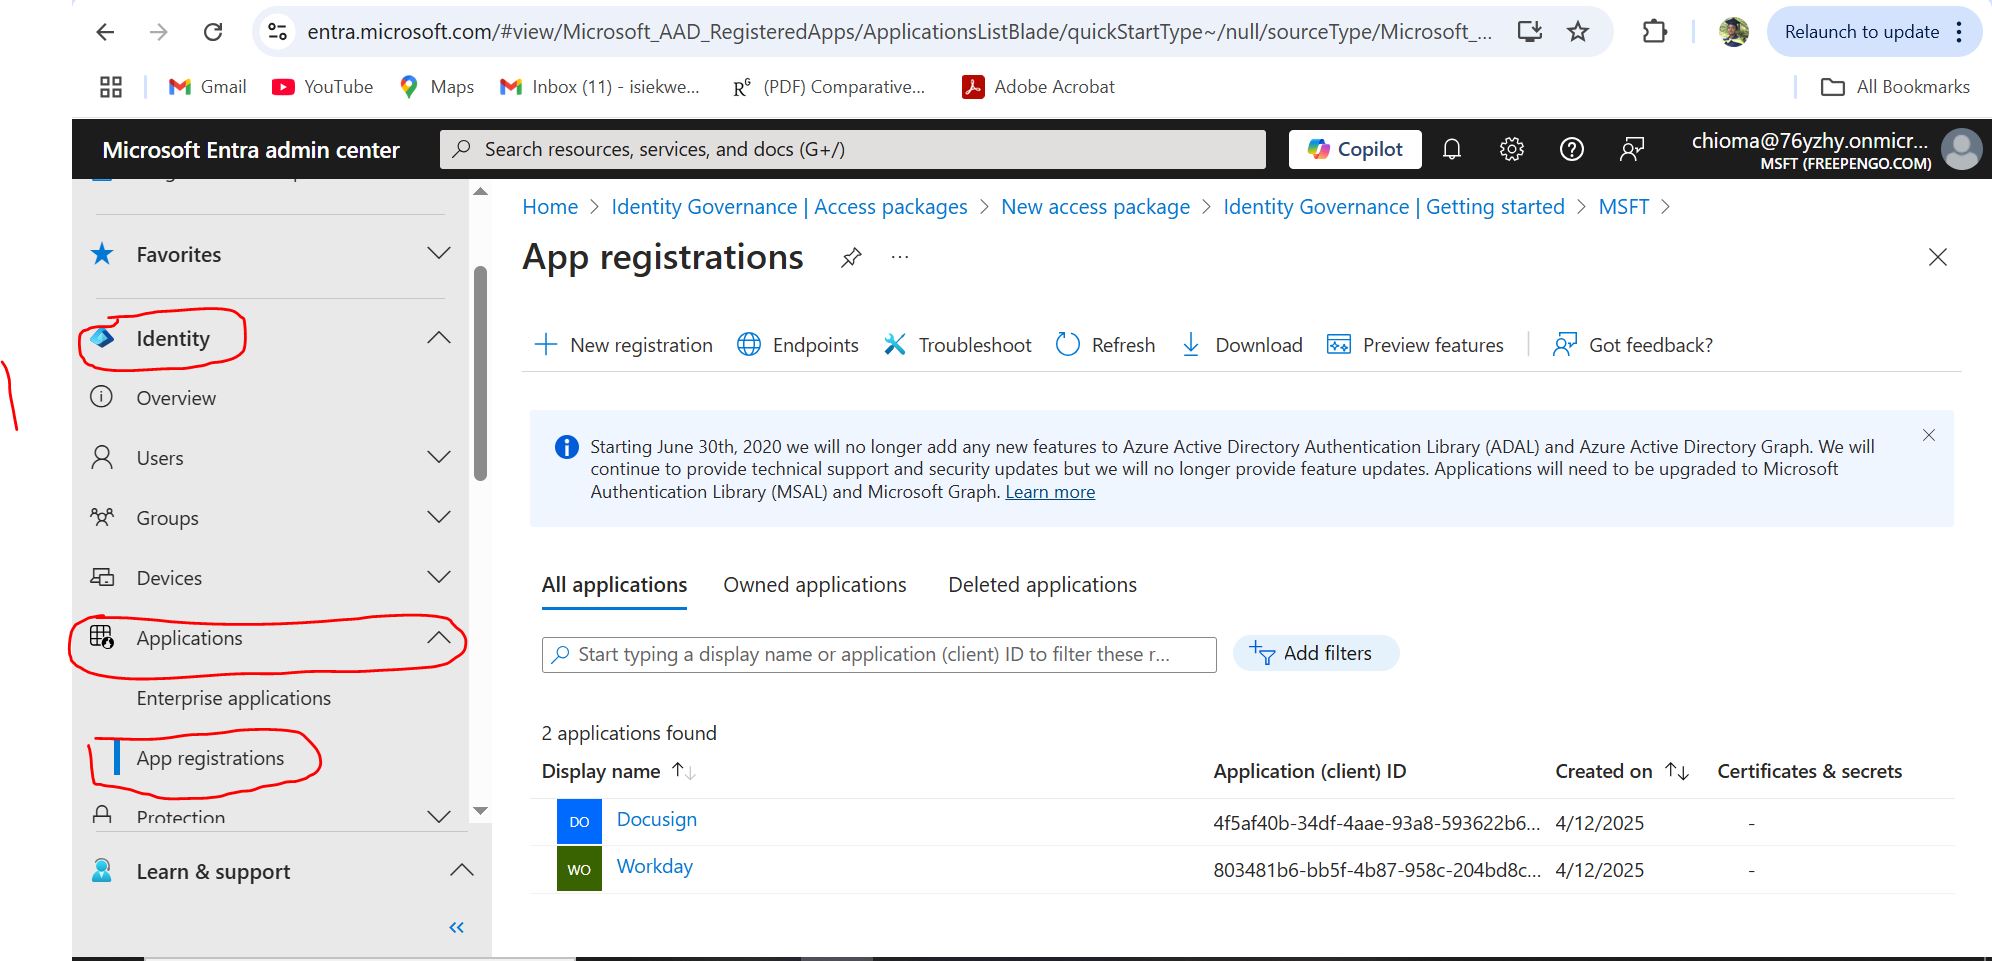 entra.microsoft.com/#view/Microsoft_AAD_RegisteredApps/ApplicationsListBlade/quickStartType~/null/sourceType/Microsoft_...
Relaunch to update
Gmail
YouTube
Maps
Inbox (11) - isiekwe...
RG (PDF) Comparative...
Adobe Acrobat
All Bookmarks
Microsoft Entra admin center
Search resources, services, and docs (G+/)
Copilot
chioma@76yzhy.onmicr...
MSFT (FREEPENGO.COM)
Favorites
Identity
Overview
Users
Groups
Devices
Applications
Enterprise applications
App registrations
Protection
Learn & support
Home > Identity Governance | Access packages > New access package > Identity Governance | Getting started > MSFT >
App registrations
New registration
Endpoints
Troubleshoot
Refresh
Download
Preview features
Got feedback?
Starting June 30th, 2020 we will no longer add any new features to Azure Active Directory Authentication Library (ADAL) and Azure Active Directory Graph. We will
continue to provide technical support and security updates but we will no longer provide feature updates. Applications will need to be upgraded to Microsoft
Authentication Library (MSAL) and Microsoft Graph. Learn more
All applications
Owned applications
Deleted applications
Start typing a display name or application (client) ID to filter these r...
Add filters
2 applications found
Display name Application (client) ID Created on Certificates & secrets
DO Docusign 4f5af40b-34df-4aae-93a8-593622b6... 4/12/2025 -
WO Workday 803481b6-bb5f-4b87-958c-204bd8c... 4/12/2025 -